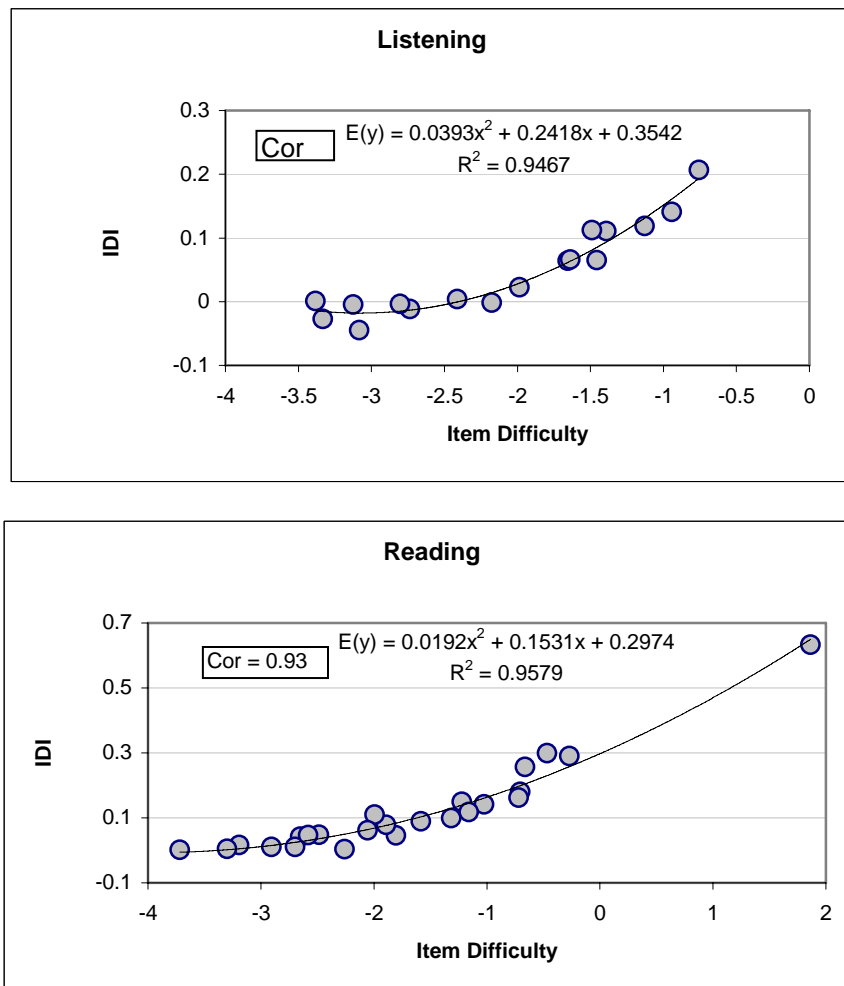 Listening
0.3
E(y) = 0.0393x² + 0.2418x + 0.3542
Cor
R² = 0.9467
0.2
IDI
0.1
0
-0.1
-4 -3.5 -3 -2.5 -2 -1.5 -1 -0.5 0
Item Difficulty
Reading
0.7
E(y) = 0.0192x² + 0.1531x + 0.2974
Cor = 0.93
R² = 0.9579
0.5
IDI
0.3
0.1
-0.1
-4 -3 -2 -1 0 1 2
Item Difficulty